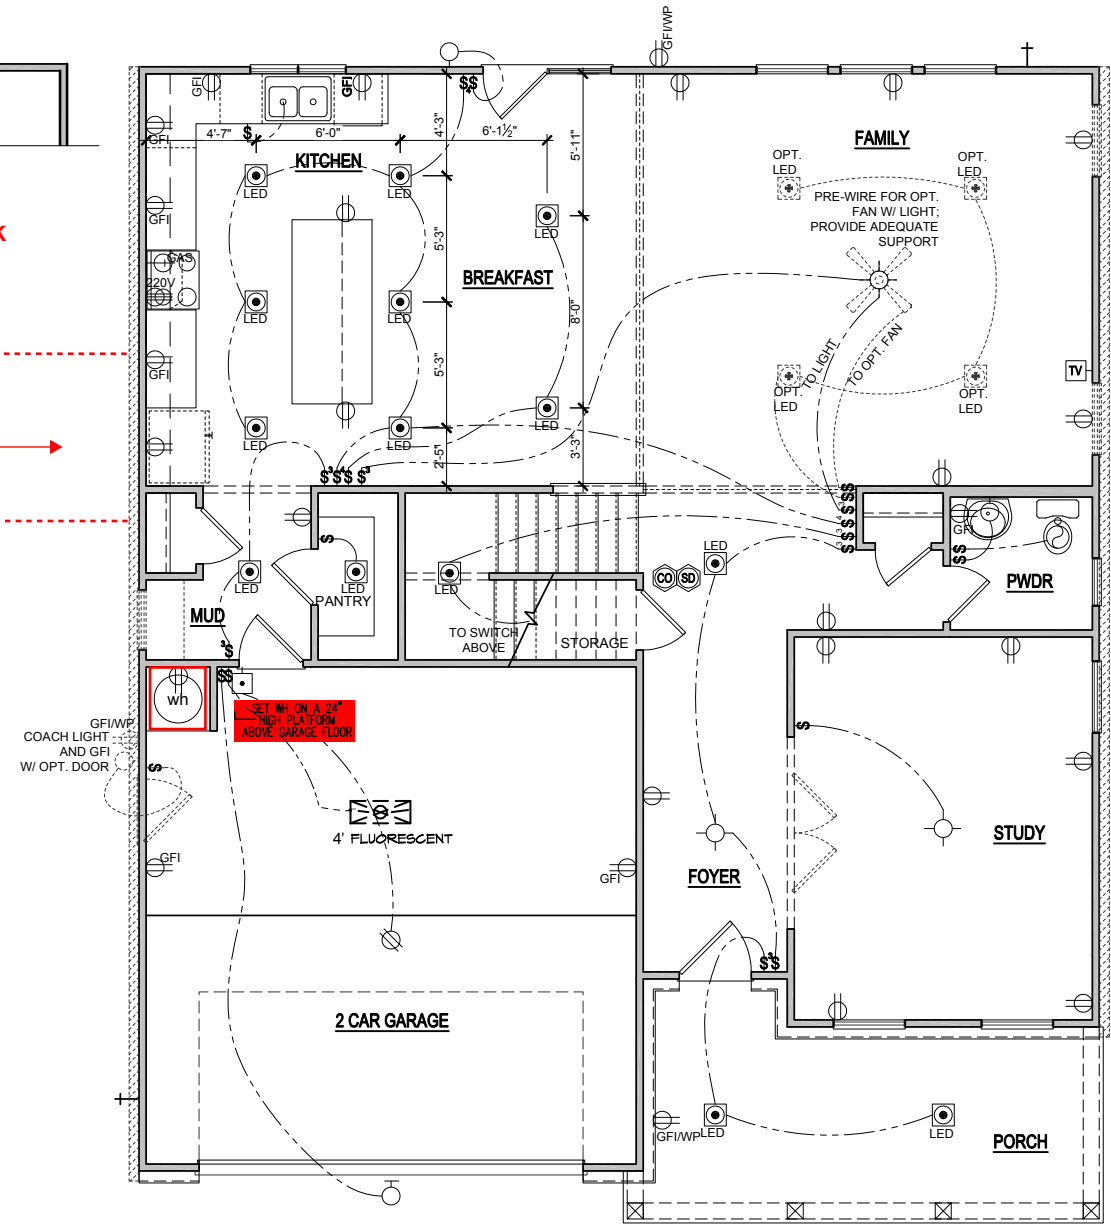 GFI/WP
GFI
GFI
4'-7"
$
6'-0"
4'-3"
6'-1½"
5'-11"
GFI
KITCHEN
FAMILY
OPT.
LED
OPT.
LED
LED
LED
PRE-WIRE FOR OPT.
FAN W/ LIGHT;
PROVIDE ADEQUATE
SUPPORT
GFI
K
LED
5'-3"
GAS
BREAKFAST
220V
LED
LED
8'-0"
TO LIGHT
TO OPT. FAN
GFI
5'-3"
TV
OPT.
LED
OPT.
LED
LED
LED
LED
2'-5"
3'-3"
GFI
LED
CO
SD
LED
LED
PANTRY
LED
PWDR
MUD
TO SWITCH
ABOVE
STORAGE
wh
SET WH ON A 24"
HIGH PLATFORM
ABOVE GARAGE FLOOR
GFI/WP
COACH LIGHT
AND GFI
W/ OPT. DOOR
4' FLUORESCENT
STUDY
GFI
GFI
FOYER
2 CAR GARAGE
GFI/WP
LED
LED
PORCH